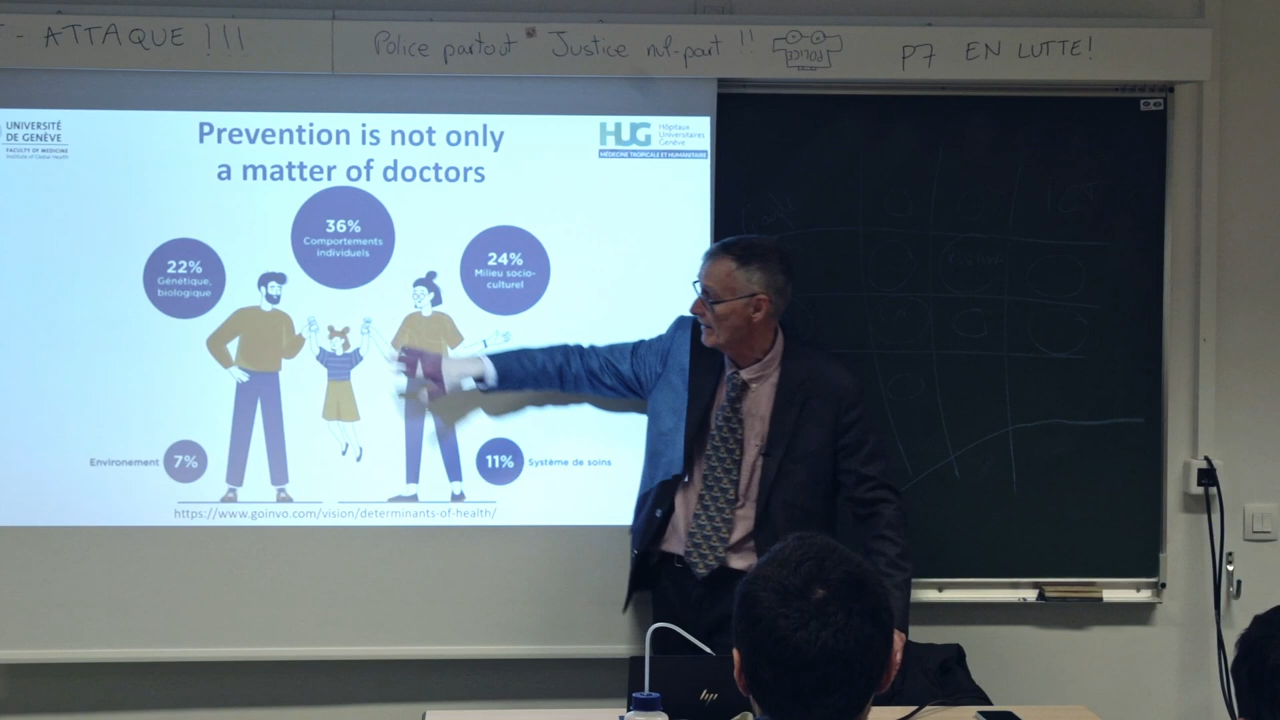 - ATTAQUE !!!
Police partout Justice nul-part !!
POLICE
P7 EN LUTTE!
UNIVERSITÉ
DE GENÈVE
FACULTY OF MEDICINE
Institute of Global Health
Prevention is not only
a matter of doctors
HUG
Hôpitaux
Universitaires
Genève
MÉDECINE TROPICALE ET HUMANITAIRE
36%
Comportements
individuels
22%
Génétique,
biologique
24%
Milieu socio-
culturel
Environement 7%
11% Système de soins
https://www.goinvo.com/vision/determinants-of-health/
hp